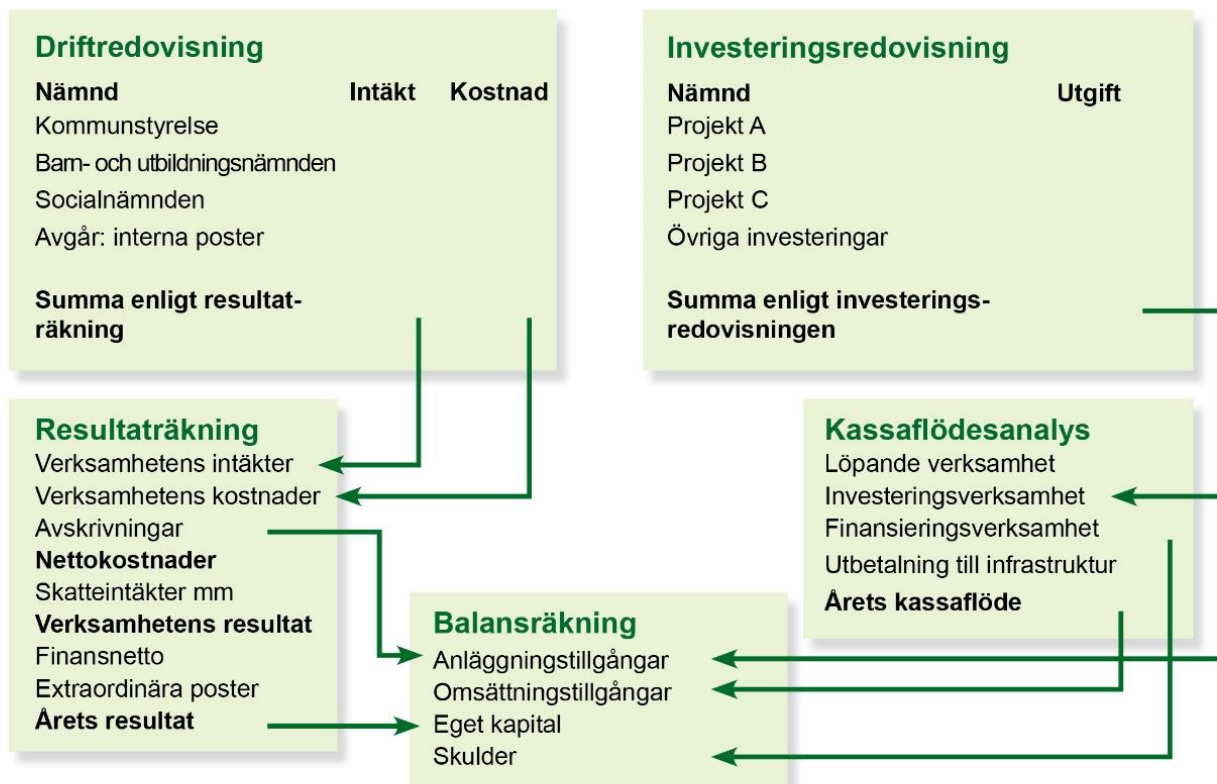 Driftredovisning
Nämnd Intäkt Kostnad
Kommunstyrelse
Barn- och utbildningsnämnden
Socialnämnden
Avgår: interna poster
Summa enligt resultat-
räkning
Investeringsredovisning
Nämnd Utgift
Projekt A
Projekt B
Projekt C
Övriga investeringar
Summa enligt investerings-
redovisningen
Resultaträkning
Verksamhetens intäkter
Verksamhetens kostnader
Avskrivningar
Nettokostnader
Skatteintäkter mm
Verksamhetens resultat
Finansnetto
Extraordinära poster
Årets resultat
Balansräkning
Anläggningstillgångar
Omsättningstillgångar
Eget kapital
Skulder
Kassaflödesanalys
Löpande verksamhet
Investeringsverksamhet
Finansieringsverksamhet
Utbetalning till infrastruktur
Årets kassaflöde